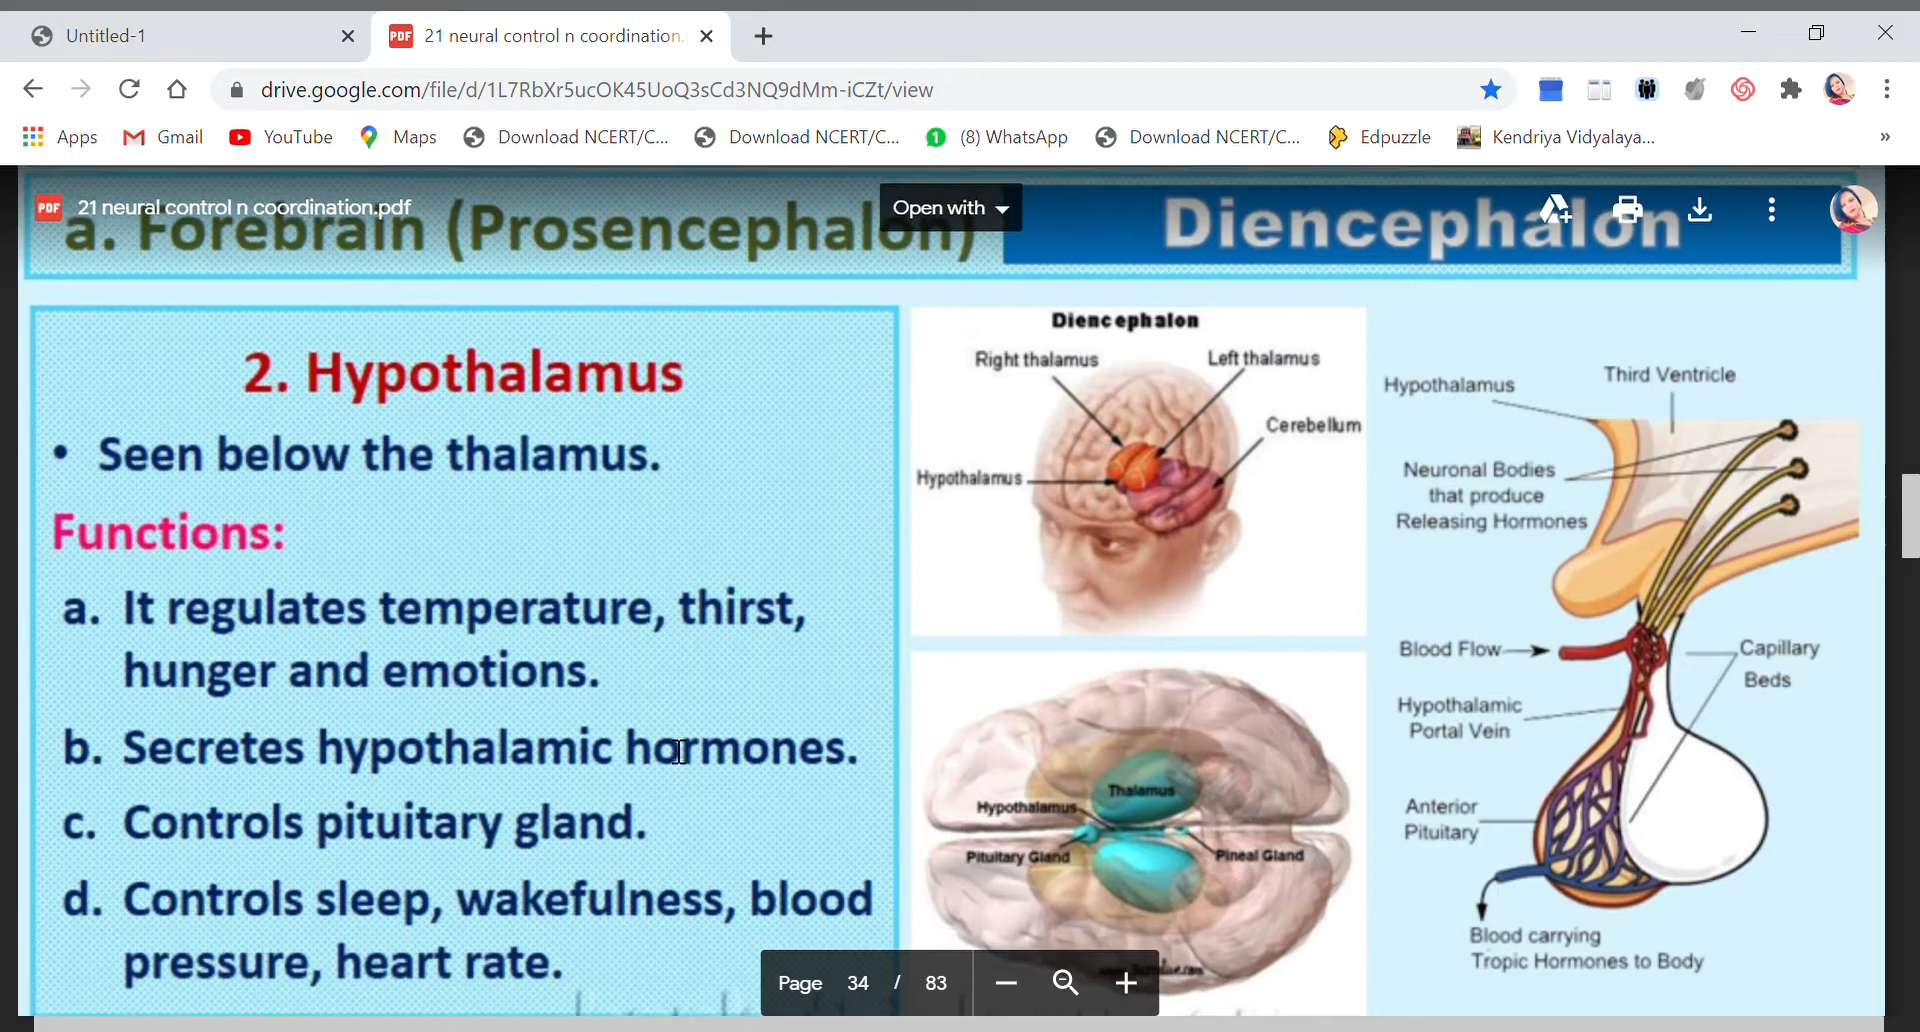 Untitled-1
PDF 21 neural control n coordination.
drive.google.com/file/d/1L7RbXr5ucOK45UoQ3sCd3NQ9dMm-iCZt/view
Apps Gmail YouTube Maps Download NCERT/C... Download NCERT/C... 1 (8) WhatsApp Download NCERT/C... Edpuzzle Kendriya Vidyalaya... »
PDF 21 neural control n coordination.pdf
Open with
a. Forebrain (Prosencephalon)
Diencephalon
2. Hypothalamus
• Seen below the thalamus.
Functions:
a. It regulates temperature, thirst,
hunger and emotions.
b. Secretes hypothalamic hormones.
c. Controls pituitary gland.
d. Controls sleep, wakefulness, blood
pressure, heart rate.
Diencephalon
Right thalamus
Left thalamus
Cerebellum
Hypothalamus
Thalamus
Hypothalamus
Pituitary Gland
Pineal Gland
Hypothalamus
Third Ventricle
Neuronal Bodies
that produce
Releasing Hormones
Blood Flow
Capillary
Beds
Hypothalamic
Portal Vein
Anterior
Pituitary
Blood carrying
Tropic Hormones to Body
Page 34 / 83